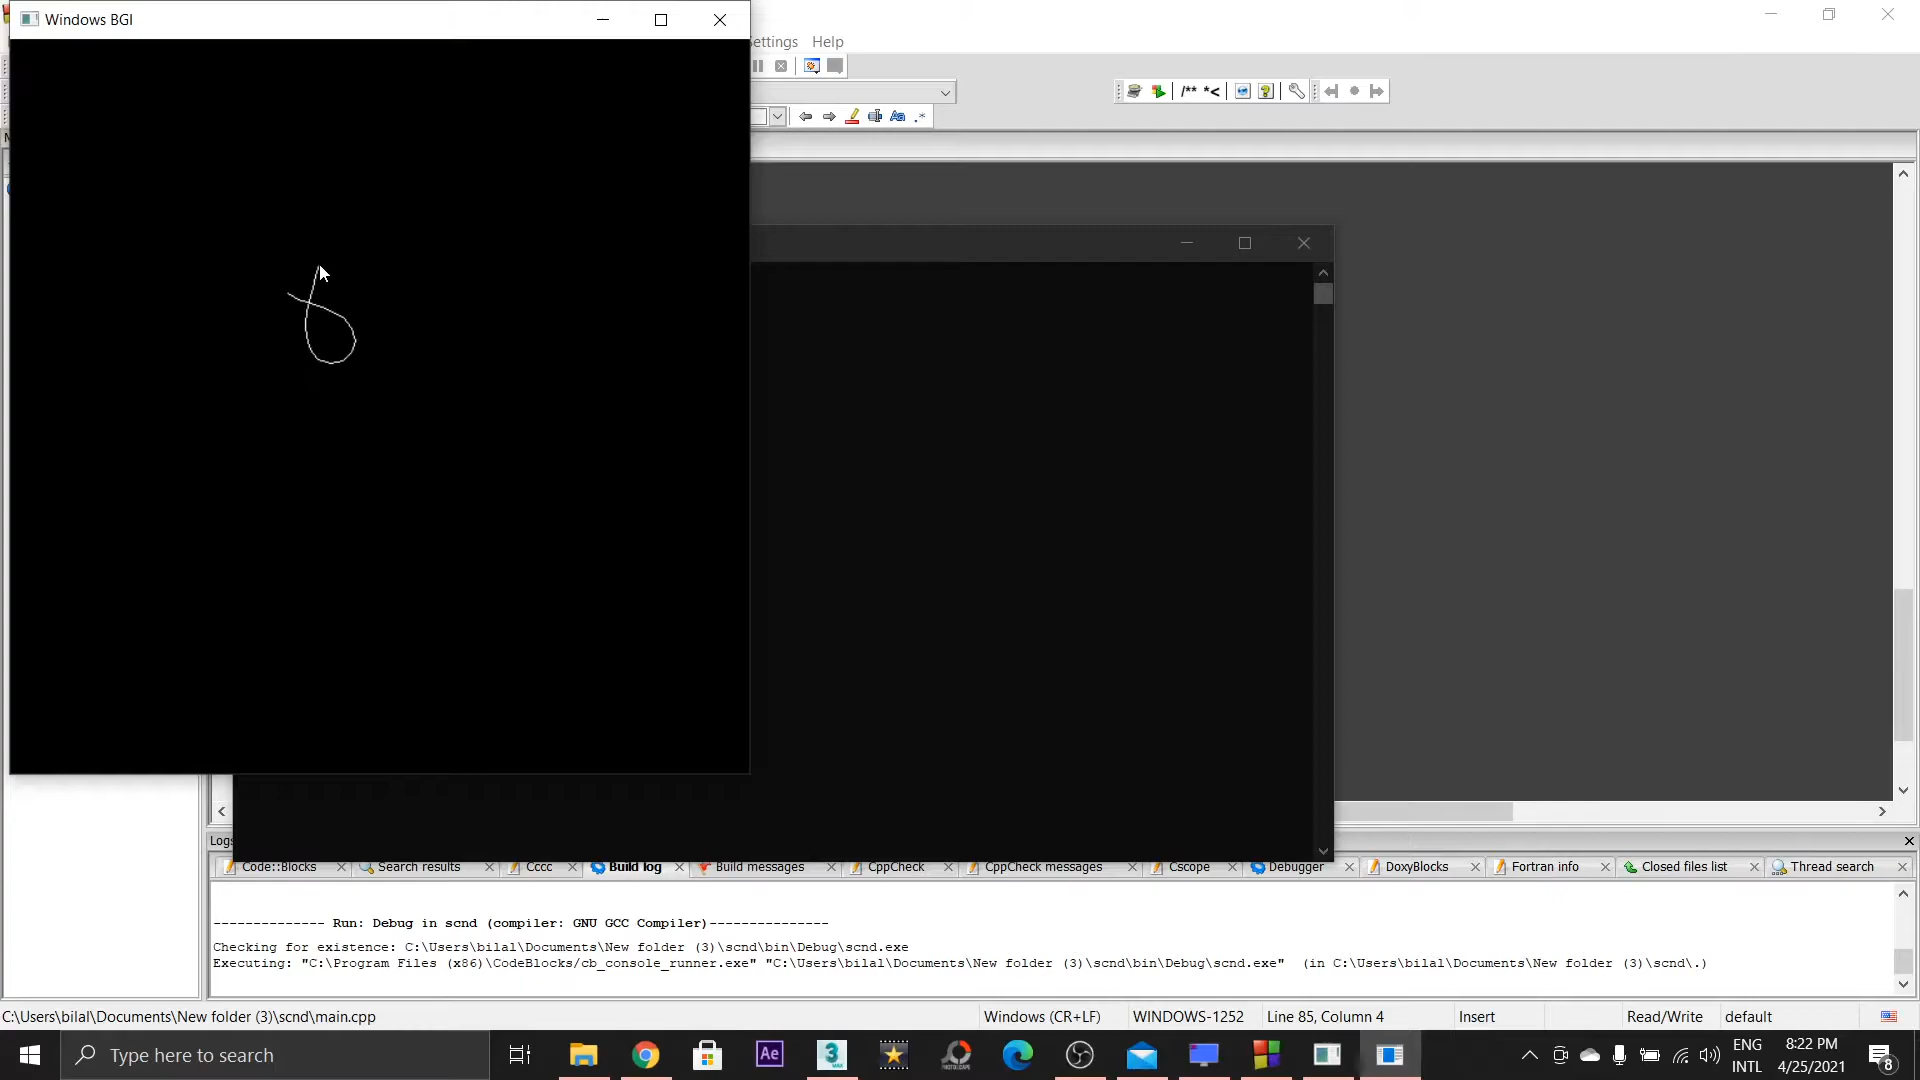 Windows BGI
Settings Help
/** *<
.*
Logs
Code::Blocks Search results Cccc Build log Build messages CppCheck CppCheck messages Cscope Debugger DoxyBlocks Fortran info Closed files list Thread search
-------------- Run: Debug in scnd (compiler: GNU GCC Compiler)---------------
Checking for existence: C:\Users\bilal\Documents\New folder (3)\scnd\bin\Debug\scnd.exe
Executing: "C:\Program Files (x86)\CodeBlocks/cb_console_runner.exe" "C:\Users\bilal\Documents\New folder (3)\scnd\bin\Debug\scnd.exe"  (in C:\Users\bilal\Documents\New folder (3)\scnd\.)
C:\Users\bilal\Documents\New folder (3)\scnd\main.cpp Windows (CR+LF) WINDOWS-1252 Line 85, Column 4 Insert Read/Write default
Type here to search Ae 3 ENG 8:22 PM
INTL 4/25/2021 8